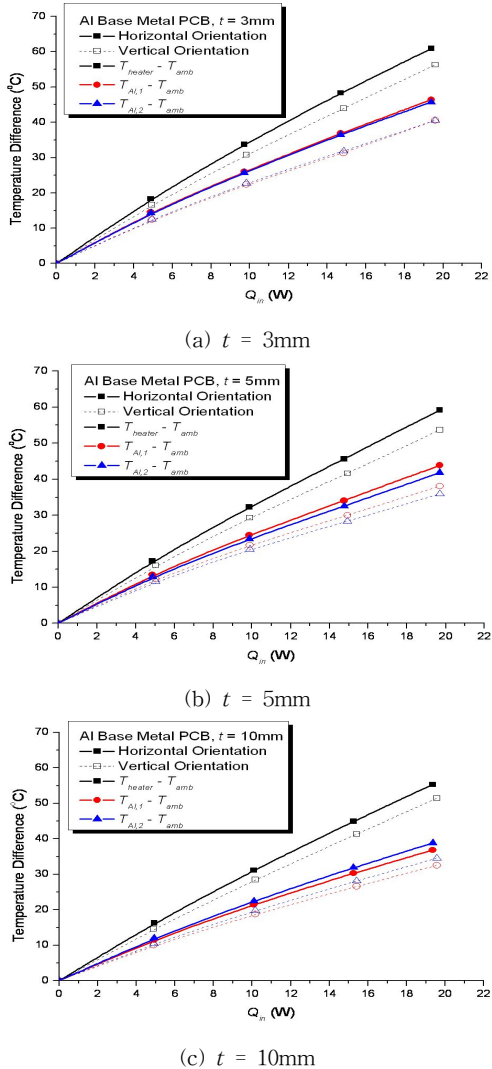 Al Base Metal PCB, t = 3mm
Horizontal Orientation
Vertical Orientation
T_heater - T_amb
T_Al,1 - T_amb
T_Al,2 - T_amb
Temperature Difference (⁰C)
70
60
50
40
30
20
10
0
0 2 4 6 8 10 12 14 16 18 20 22
Q_in (W)
(a) t = 3mm
Al Base Metal PCB, t = 5mm
Horizontal Orientation
Vertical Orientation
T_heater - T_amb
T_Al,1 - T_amb
T_Al,2 - T_amb
Temperature Difference (⁰C)
70
60
50
40
30
20
10
0
0 2 4 6 8 10 12 14 16 18 20 22
Q_in (W)
(b) t = 5mm
Al Base Metal PCB, t = 10mm
Horizontal Orientation
Vertical Orientation
T_heater - T_amb
T_Al,1 - T_amb
T_Al,2 - T_amb
Temperature Difference (⁰C)
70
60
50
40
30
20
10
0
0 2 4 6 8 10 12 14 16 18 20 22
Q_in (W)
(c) t = 10mm